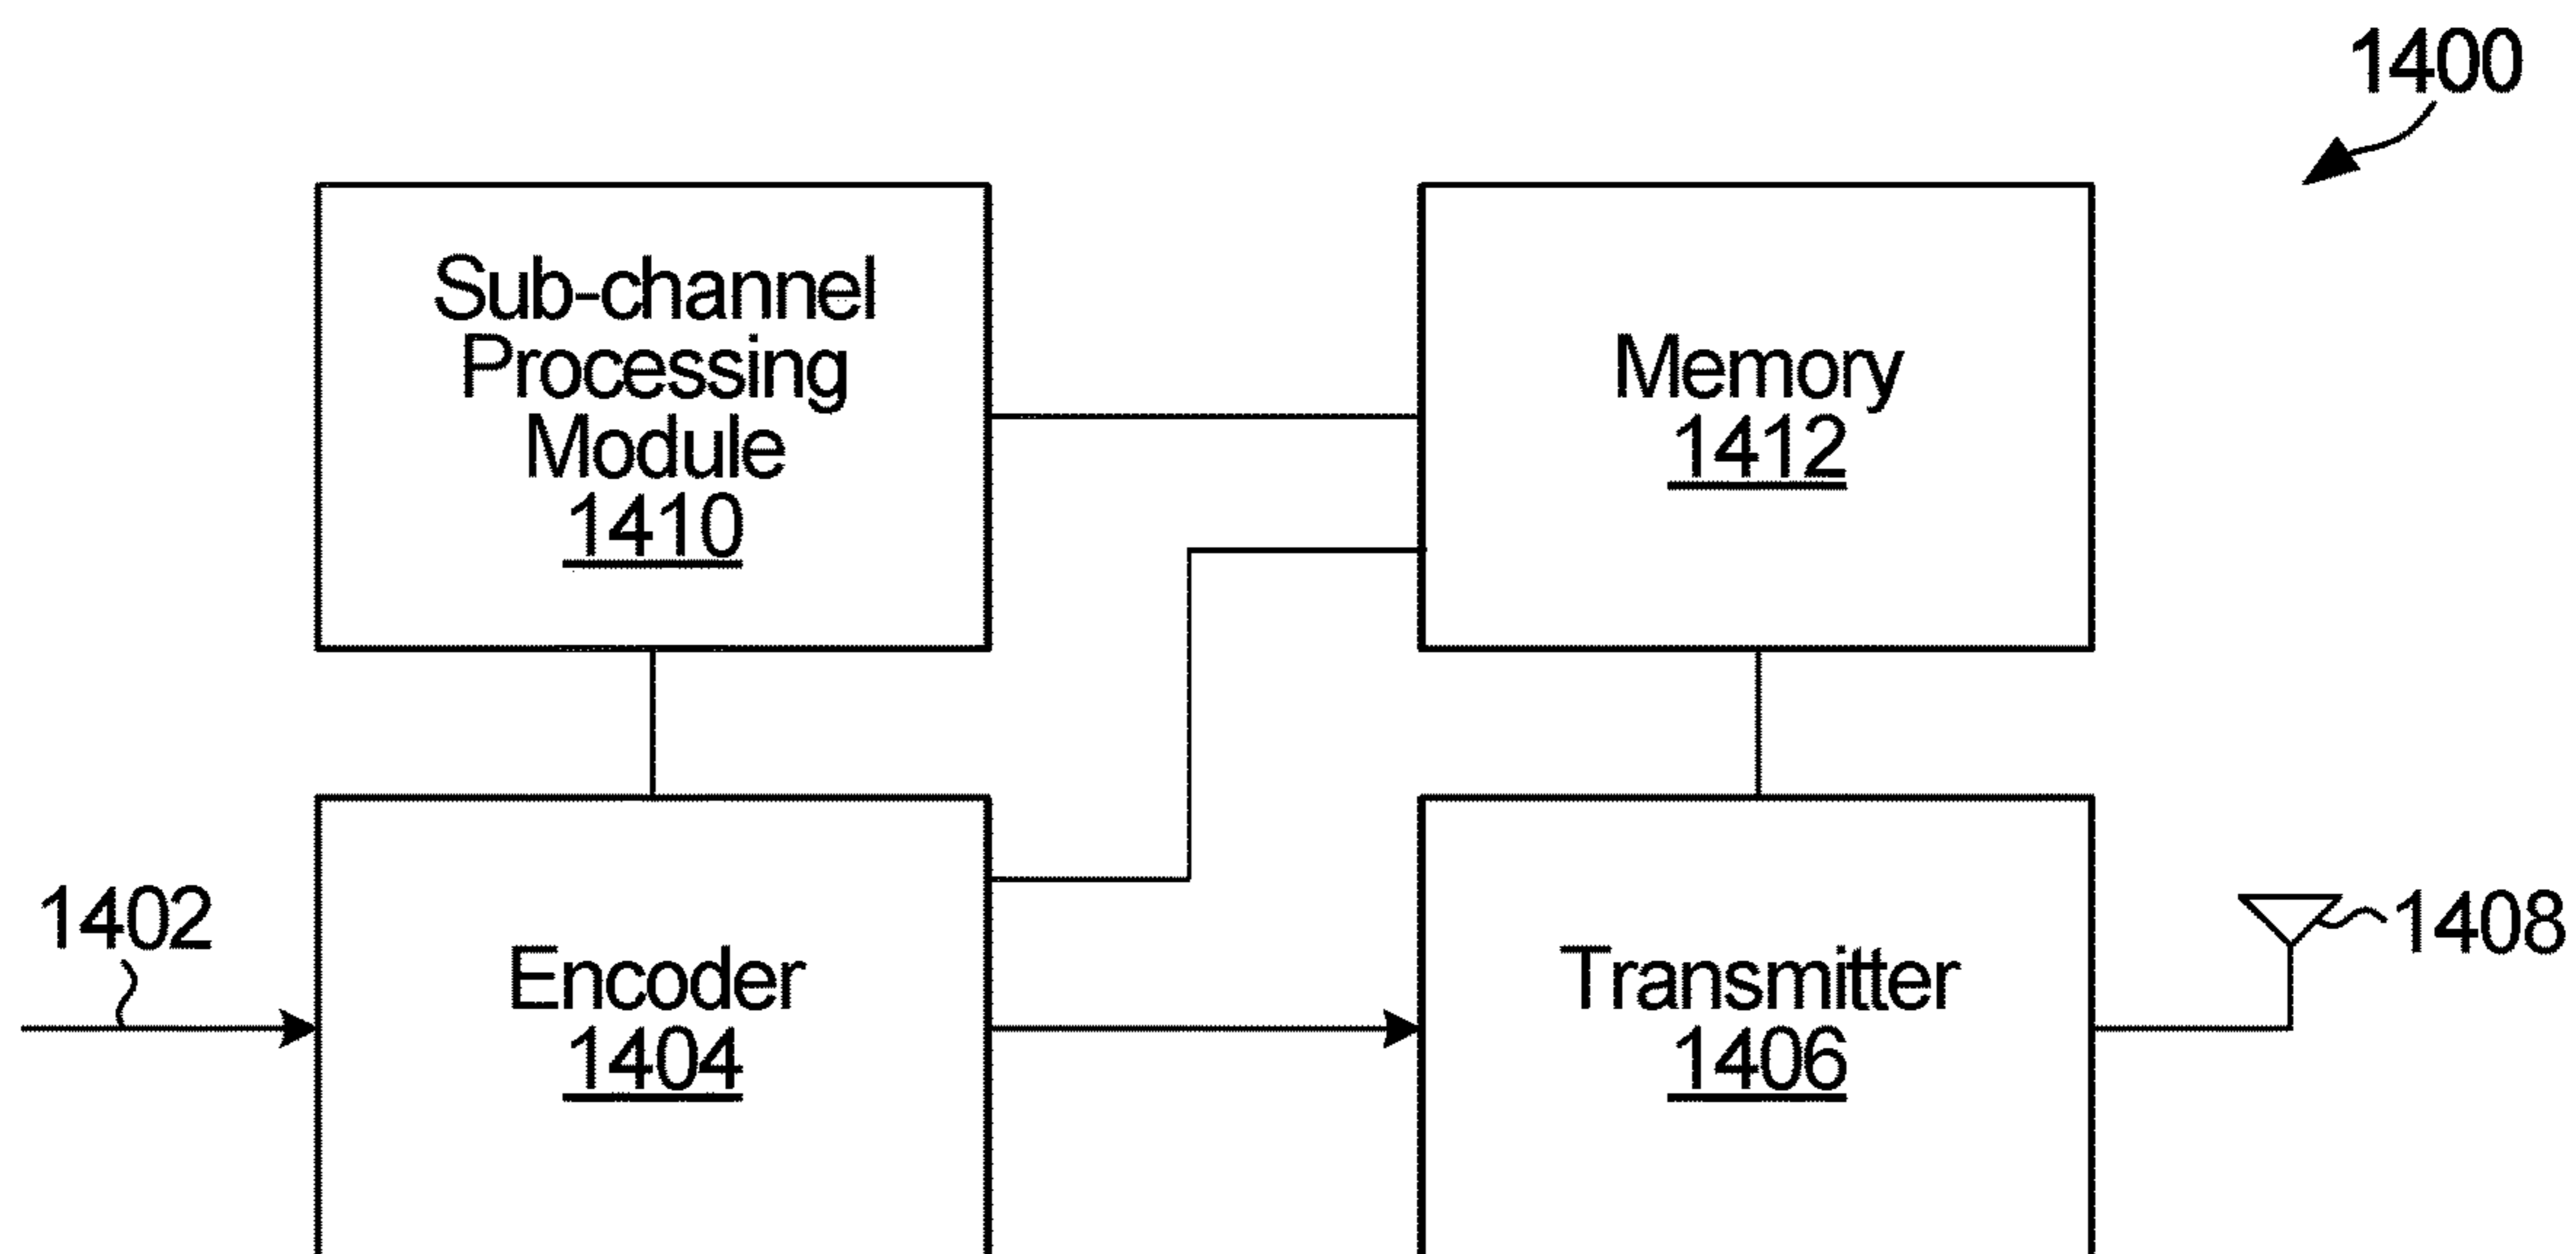 1400
Sub-channel
Processing
Module
1410
Memory
1412
1402
Encoder
1404
Transmitter
1406
1408